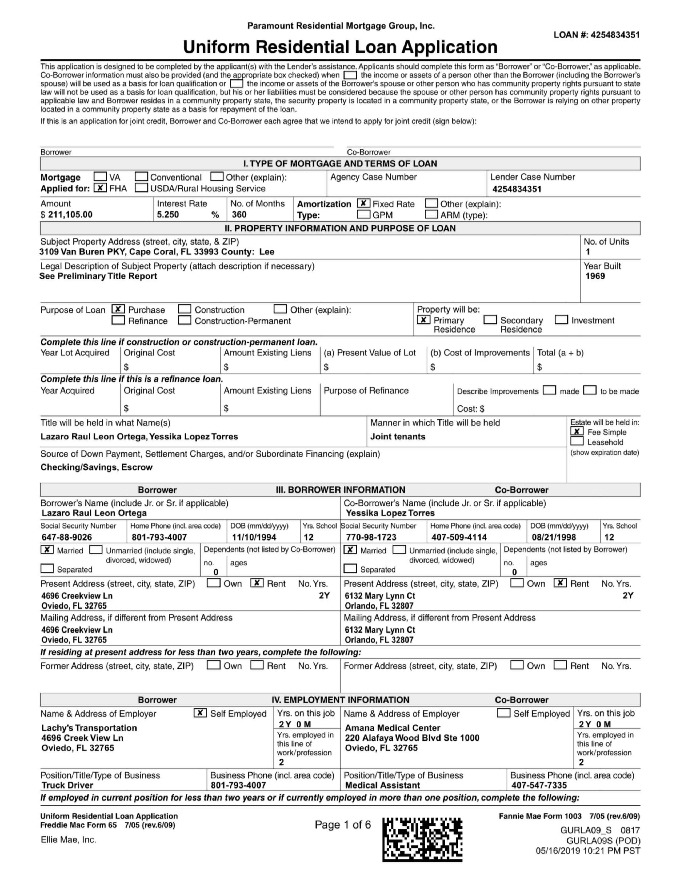 Paramount Residential Mortgage Group, Inc.
LOAN #: 4254834351
Uniform Residential Loan Application
This application is designed to be completed by the applicant(s) with the Lender's assistance. Applicants should complete this form as "Borrower" or "Co-Borrower," as applicable.
Co-Borrower information must also be provided (and the appropriate box checked) when the income or assets of a person other than the Borrower (including the Borrower's
spouse) will be used as a basis for loan qualification or the income or assets of the Borrower's spouse or other person who has community property rights pursuant to state
law will not be used as a basis for loan qualification, but his or her liabilities must be considered because the spouse or other person has community property rights pursuant to
applicable law and Borrower resides in a community property state, the security property is located in a community property state, or the Borrower is relying on other property
located in a community property state as a basis for repayment of the loan.
If this is an application for joint credit, Borrower and Co-Borrower each agree that we intend to apply for joint credit (sign below):
Borrower Co-Borrower
I. TYPE OF MORTGAGE AND TERMS OF LOAN
Mortgage VA Conventional Other (explain): Agency Case Number Lender Case Number
Applied for: X FHA USDA/Rural Housing Service 4254834351
Amount Interest Rate No. of Months Amortization X Fixed Rate Other (explain):
$ 211,105.00 5.250 % 360 Type: GPM ARM (type):
II. PROPERTY INFORMATION AND PURPOSE OF LOAN
Subject Property Address (street, city, state, & ZIP) No. of Units
3109 Van Buren PKY, Cape Coral, FL 33993 County: Lee 1
Legal Description of Subject Property (attach description if necessary) Year Built
See Preliminary Title Report 1969
Purpose of Loan X Purchase Construction Other (explain): Property will be:
Refinance Construction-Permanent X Primary Residence Secondary Residence Investment
Complete this line if construction or construction-permanent loan.
Year Lot Acquired Original Cost Amount Existing Liens (a) Present Value of Lot (b) Cost of Improvements Total (a + b)
$ $ $ $ $
Complete this line if this is a refinance loan.
Year Acquired Original Cost Amount Existing Liens Purpose of Refinance Describe Improvements made to be made
$ $ Cost: $
Title will be held in what Name(s) Manner in which Title will be held Estate will be held in:
Lazaro Raul Leon Ortega, Yessika Lopez Torres Joint tenants X Fee Simple
Leasehold
Source of Down Payment, Settlement Charges, and/or Subordinate Financing (explain) (show expiration date)
Checking/Savings, Escrow
Borrower III. BORROWER INFORMATION Co-Borrower
Borrower's Name (include Jr. or Sr. if applicable) Co-Borrower's Name (include Jr. or Sr. if applicable)
Lazaro Raul Leon Ortega Yessika Lopez Torres
Social Security Number Home Phone (incl. area code) DOB (mm/dd/yyyy) Yrs. School Social Security Number Home Phone (incl. area code) DOB (mm/dd/yyyy) Yrs. School
647-88-9026 801-793-4007 11/10/1994 12 770-98-1723 407-509-4114 08/21/1998 12
X Married Unmarried (include single, Dependents (not listed by Co-Borrower) X Married Unmarried (include single, Dependents (not listed by Borrower)
divorced, widowed) no. ages divorced, widowed) no. ages
Separated 0 Separated 0
Present Address (street, city, state, ZIP) Own X Rent No. Yrs. Present Address (street, city, state, ZIP) Own X Rent No. Yrs.
4696 Creekview Ln 2Y 6132 Mary Lynn Ct 2Y
Oviedo, FL 32765 Orlando, FL 32807
Mailing Address, if different from Present Address Mailing Address, if different from Present Address
4696 Creekview Ln 6132 Mary Lynn Ct
Oviedo, FL 32765 Orlando, FL 32807
If residing at present address for less than two years, complete the following:
Former Address (street, city, state, ZIP) Own Rent No. Yrs. Former Address (street, city, state, ZIP) Own Rent No. Yrs.
Borrower IV. EMPLOYMENT INFORMATION Co-Borrower
Name & Address of Employer X Self Employed Yrs. on this job Name & Address of Employer Self Employed Yrs. on this job
2 Y 0 M 2 Y 0 M
Lachy's Transportation Yrs. employed in Amana Medical Center Yrs. employed in
4696 Creek View Ln this line of 220 Alafaya Wood Blvd Ste 1000 this line of
Oviedo, FL 32765 work/profession Oviedo, FL 32765 work/profession
2 2
Position/Title/Type of Business Business Phone (incl. area code) Position/Title/Type of Business Business Phone (incl. area code)
Truck Driver 801-793-4007 Medical Assistant 407-547-7335
If employed in current position for less than two years or if currently employed in more than one position, complete the following:
Uniform Residential Loan Application Fannie Mae Form 1003 7/05 (rev.6/09)
Freddie Mac Form 65 7/05 (rev.6/09) Page 1 of 6 GURLA09_S 0817
Ellie Mae, Inc. GURLA09S (POD)
05/16/2019 10:21 PM PST